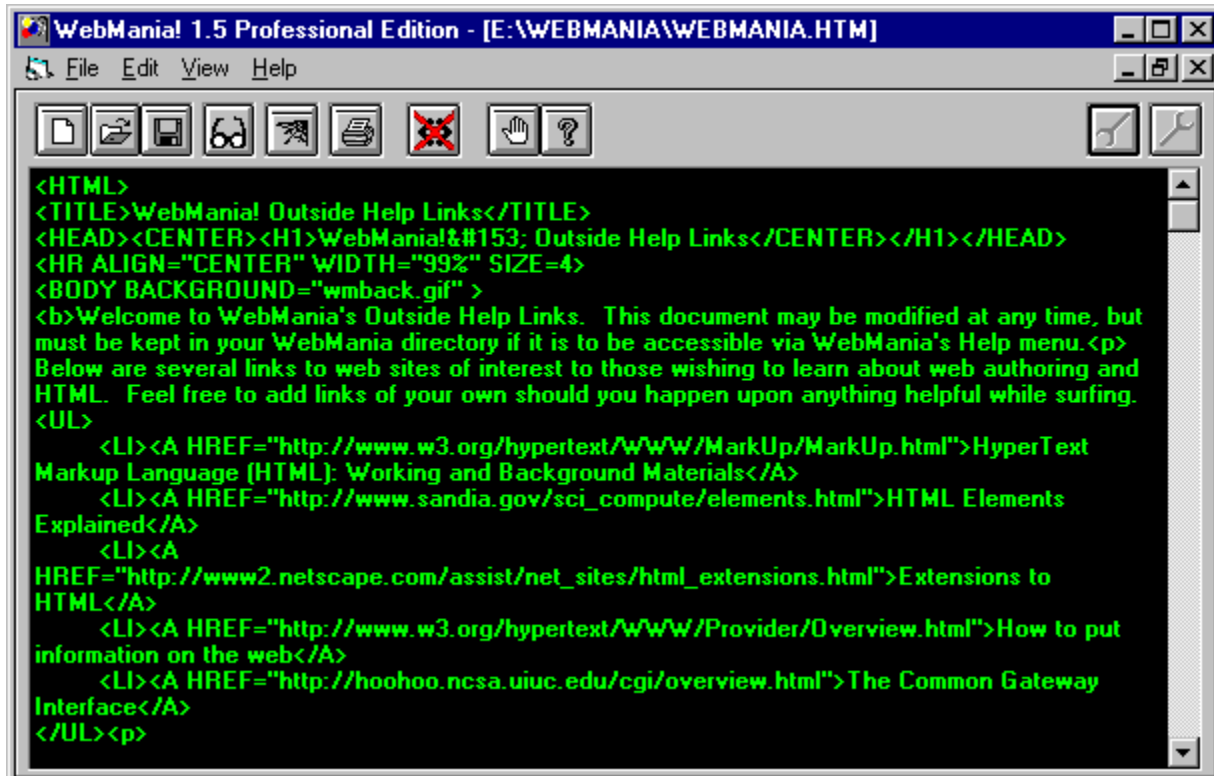 WebMania! 1.5 Professional Edition - [E:\WEBMANIA\WEBMANIA.HTM]
File Edit View Help
<HTML>
<TITLE>WebMania! Outside Help Links</TITLE>
<HEAD><CENTER><H1>WebMania!&#153; Outside Help Links</CENTER></H1></HEAD>
<HR ALIGN="CENTER" WIDTH="99%" SIZE=4>
<BODY BACKGROUND="wmback.gif" >
<b>Welcome to WebMania's Outside Help Links.  This document may be modified at any time, but
must be kept in your WebMania directory if it is to be accessible via WebMania's Help menu.<p>
Below are several links to web sites of interest to those wishing to learn about web authoring and
HTML.  Feel free to add links of your own should you happen upon anything helpful while surfing.
<UL>
<LI><A HREF="http://www.w3.org/hypertext/WWW/MarkUp/MarkUp.html">HyperText
Markup Language (HTML): Working and Background Materials</A>
<LI><A HREF="http://www.sandia.gov/sci_compute/elements.html">HTML Elements
Explained</A>
<LI><A
HREF="http://www2.netscape.com/assist/net_sites/html_extensions.html">Extensions to
HTML</A>
<LI><A HREF="http://www.w3.org/hypertext/WWW/Provider/Overview.html">How to put
information on the web</A>
<LI><A HREF="http://hoohoo.ncsa.uiuc.edu/cgi/overview.html">The Common Gateway
Interface</A>
</UL><p>